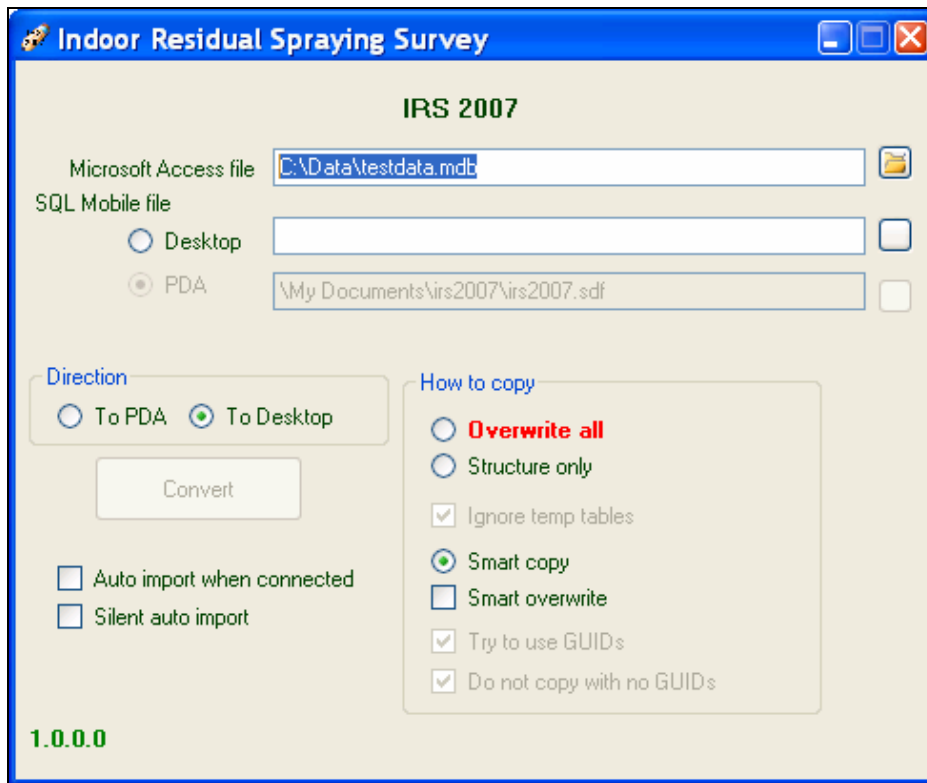 Indoor Residual Spraying Survey
IRS 2007
Microsoft Access file
C:\Data\testdata.mdb
SQL Mobile file
Desktop
PDA
\My Documents\irs2007\irs2007.sdf
Direction
To PDA To Desktop
Convert
Auto import when connected
Silent auto import
How to copy
Overwrite all
Structure only
Ignore temp tables
Smart copy
Smart overwrite
Try to use GUIDs
Do not copy with no GUIDs
1.0.0.0